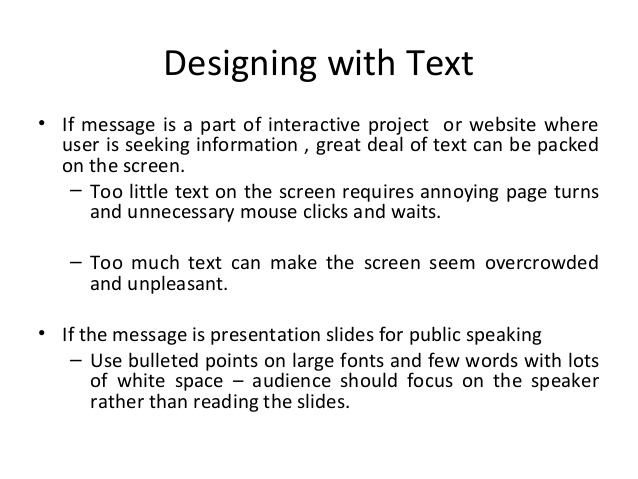 Designing with Text
• If message is a part of interactive project or website where
user is seeking information , great deal of text can be packed
on the screen.
– Too little text on the screen requires annoying page turns
and unnecessary mouse clicks and waits.
– Too much text can make the screen seem overcrowded
and unpleasant.
• If the message is presentation slides for public speaking
– Use bulleted points on large fonts and few words with lots
of white space – audience should focus on the speaker
rather than reading the slides.